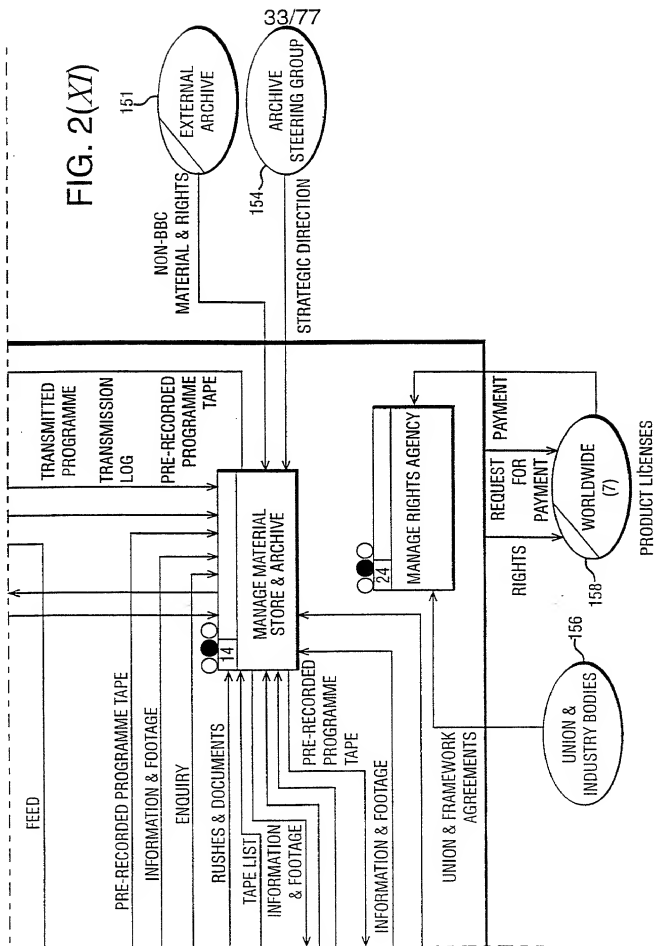 33/77
FIG. 2(XI)
151
EXTERNAL
ARCHIVE
ARCHIVE
STEERING GROUP
154
NON-BBC
MATERIAL & RIGHTS
STRATEGIC DIRECTION
TRANSMITTED
PROGRAMME
TRANSMISSION
LOG
PRE-RECORDED
PROGRAMME
TAPE
FEED
PRE-RECORDED PROGRAMME TAPE
INFORMATION & FOOTAGE
ENQUIRY
14
MANAGE MATERIAL
STORE & ARCHIVE
RUSHES & DOCUMENTS
TAPE LIST
INFORMATION
& FOOTAGE
PRE-RECORDED
PROGRAMME
TAPE
INFORMATION & FOOTAGE
24
MANAGE RIGHTS AGENCY
UNION & FRAMEWORK
AGREEMENTS
PAYMENT
REQUEST
FOR
PAYMENT
RIGHTS
WORLDWIDE
(7)
158
PRODUCT LICENSES
156
UNION &
INDUSTRY BODIES